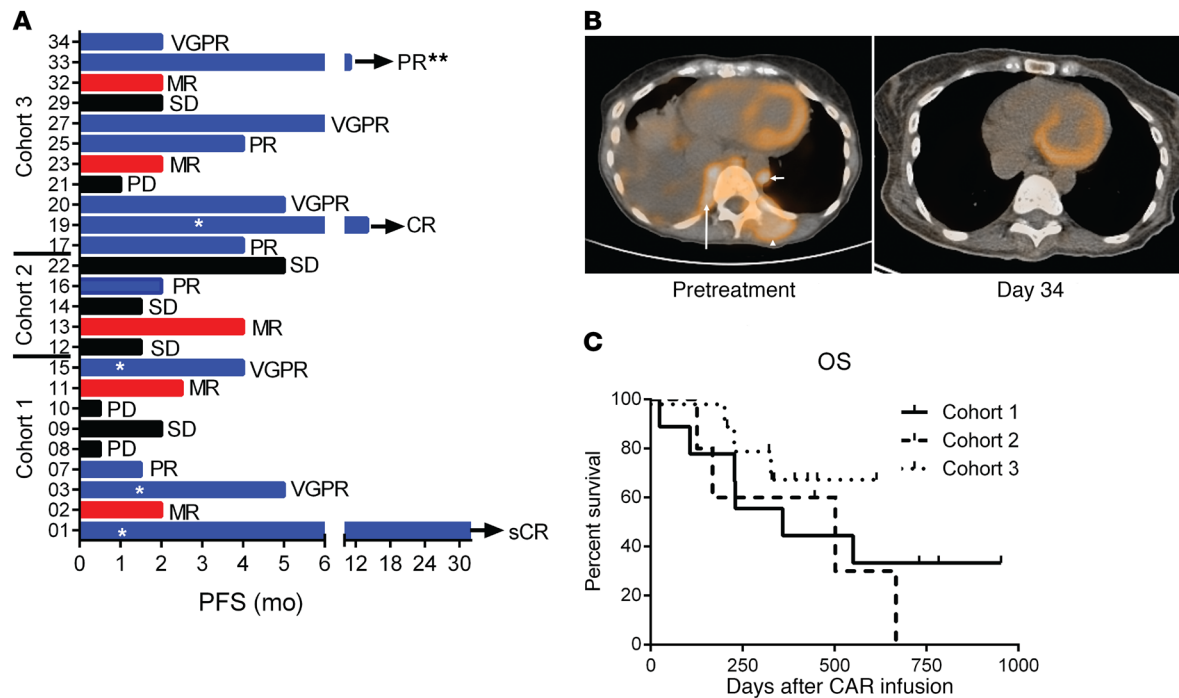 A
Cohort 3
34 VGPR
33 PR**
32 MR
29 SD
27 VGPR
25 PR
23 MR
21 PD
20 VGPR
19 * CR
17 PR
Cohort 2
22 SD
16 PR
14 SD
13 MR
12 SD
Cohort 1
15 * VGPR
11 MR
10 PD
09 SD
08 PD
07 PR
03 * VGPR
02 MR
01 * sCR
0 1 2 3 4 5 6 12 18 24 30
PFS (mo)
B
Pretreatment
Day 34
C
OS
100
80
60
40
20
0
Percent survival
Cohort 1
Cohort 2
Cohort 3
0 250 500 750 1000
Days after CAR infusion